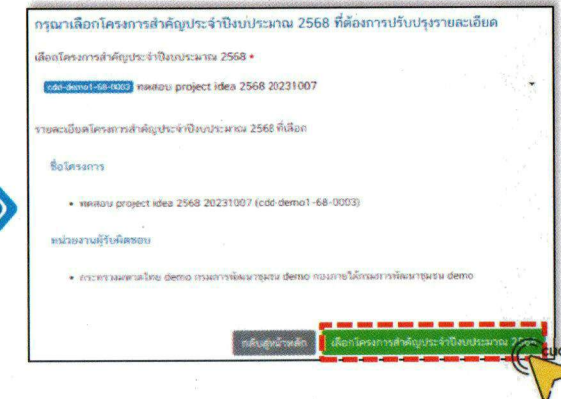 กรุณาเลือกโครงการสำคัญประจำปีงบประมาณ 2568 ที่ต้องการปรับปรุงรายละเอียด
เลือกโครงการสำคัญประจำปีงบประมาณ 2568 •
cdd-demo1-68-0003 ทดสอบ project idea 2568 20231007
รายละเอียดโครงการสำคัญประจำปีงบประมาณ 2568 ที่เลือก
ชื่อโครงการ
• ทดสอบ project idea 2568 20231007 (cdd-demo1-68-0003)
หน่วยงานผู้รับผิดชอบ
• กระทรวงมหาดไทย demo กรมการพัฒนาชุมชน demo กองภายใต้กรมการพัฒนาชุมชน demo
กลับสู่หน้าหลัก เลือกโครงการสำคัญประจำปีงบประมาณ